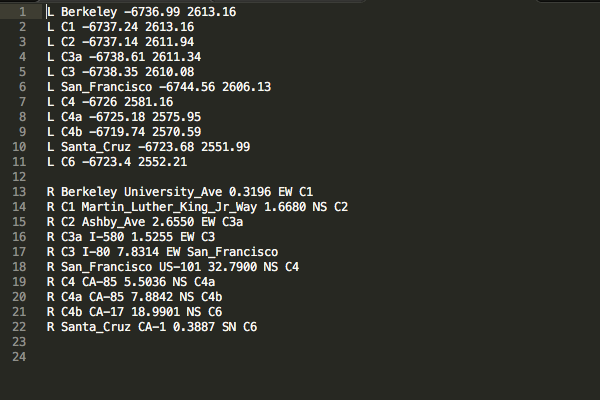 1 L Berkeley -6736.99 2613.16
2 L C1 -6737.24 2613.16
3 L C2 -6737.14 2611.94
4 L C3a -6738.61 2611.34
5 L C3 -6738.35 2610.08
6 L San_Francisco -6744.56 2606.13
7 L C4 -6726 2581.16
8 L C4a -6725.18 2575.95
9 L C4b -6719.74 2570.59
10 L Santa_Cruz -6723.68 2551.99
11 L C6 -6723.4 2552.21
12
13 R Berkeley University_Ave 0.3196 EW C1
14 R C1 Martin_Luther_King_Jr_Way 1.6680 NS C2
15 R C2 Ashby_Ave 2.6550 EW C3a
16 R C3a I-580 1.5255 EW C3
17 R C3 I-80 7.8314 EW San_Francisco
18 R San_Francisco US-101 32.7900 NS C4
19 R C4 CA-85 5.5036 NS C4a
20 R C4a CA-85 7.8842 NS C4b
21 R C4b CA-17 18.9901 NS C6
22 R Santa_Cruz CA-1 0.3887 SN C6
23
24